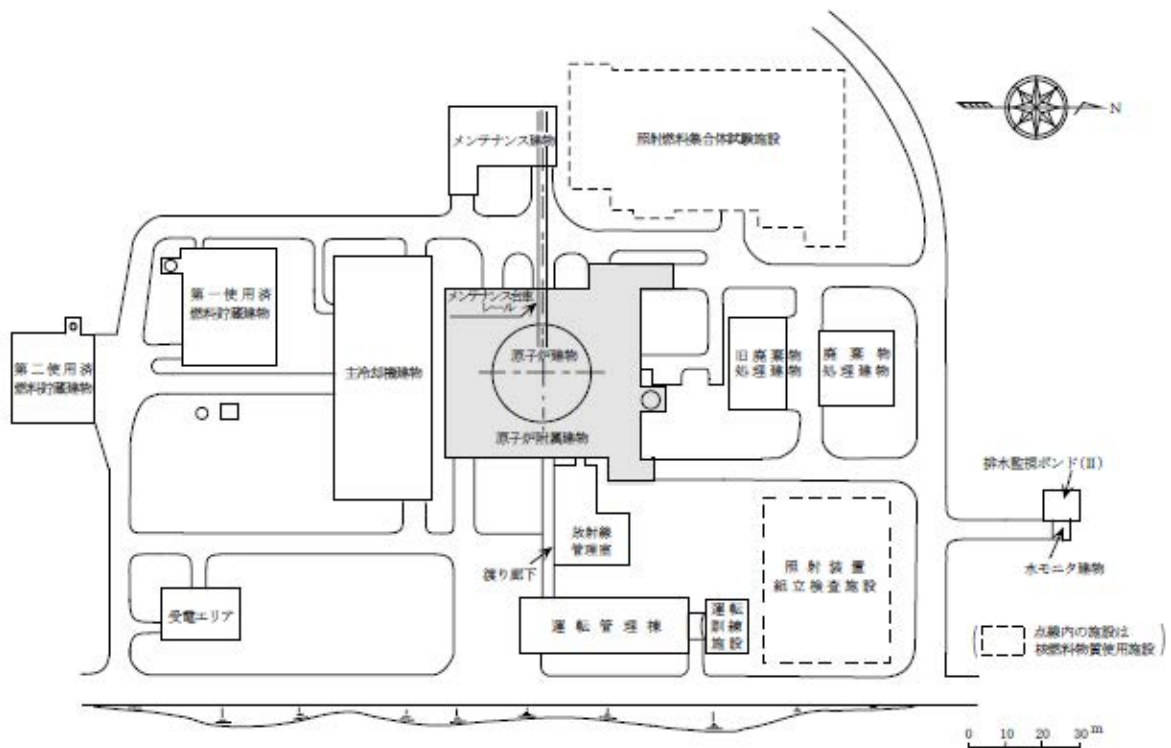 メンテナンス建物
照射燃料集合体試験施設
N
第一使用済
燃料貯蔵建物
メンテナンス台車
レール
第二使用済
燃料貯蔵建物
主冷却機建物
原子炉建物
旧廃棄物
処理建物
廃棄物
処理建物
原子炉附属建物
排水監視ポンド(Ⅱ)
放射線
管理室
渡り廊下
照射装置
組立検査施設
水モニタ建物
受電エリア
運転管理棟
運転
訓練
施設
点線内の施設は
核燃料物質使用施設
0 10 20 30 m